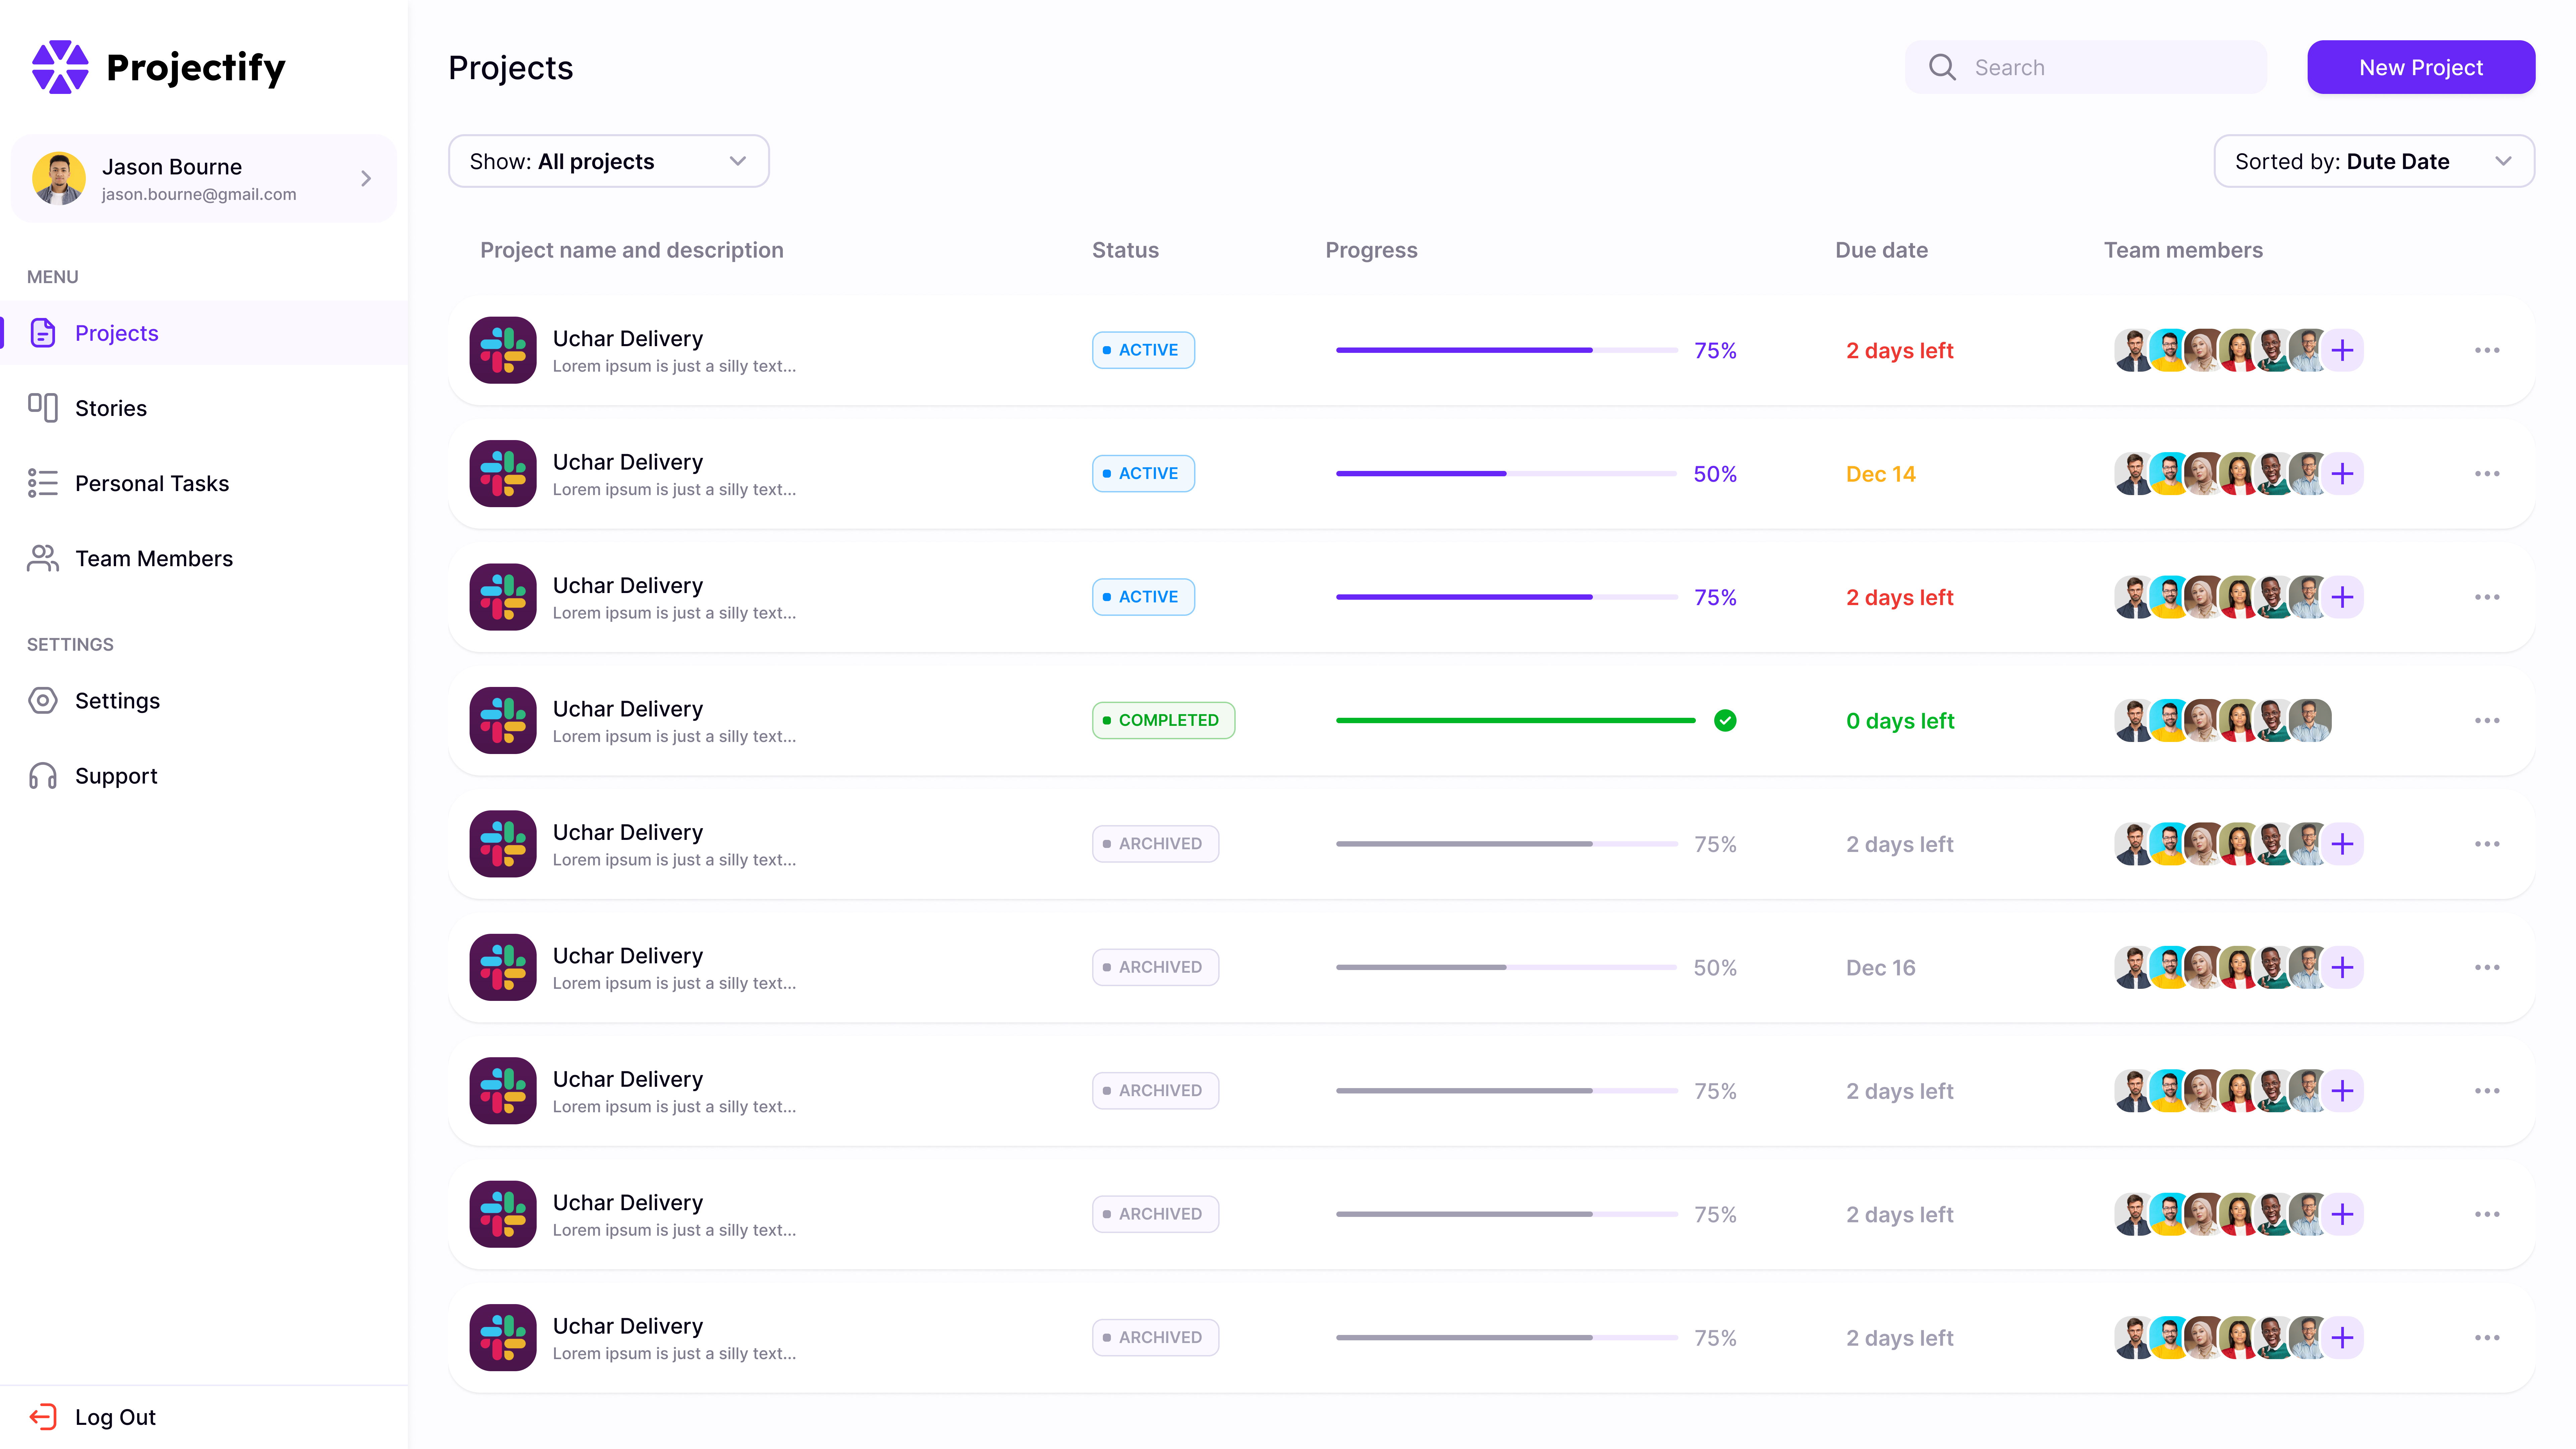 Projectify
Jason Bourne
jason.bourne@gmail.com
MENU
Projects
Stories
Personal Tasks
Team Members
SETTINGS
Settings
Support
Log Out
Projects
Search
New Project
Show: All projects
Sorted by: Dute Date
Project name and description Status Progress Due date Team members
Uchar Delivery
Lorem ipsum is just a silly text...
ACTIVE
75%
2 days left
Uchar Delivery
Lorem ipsum is just a silly text...
ACTIVE
50%
Dec 14
Uchar Delivery
Lorem ipsum is just a silly text...
ACTIVE
75%
2 days left
Uchar Delivery
Lorem ipsum is just a silly text...
COMPLETED
0 days left
Uchar Delivery
Lorem ipsum is just a silly text...
ARCHIVED
75%
2 days left
Uchar Delivery
Lorem ipsum is just a silly text...
ARCHIVED
50%
Dec 16
Uchar Delivery
Lorem ipsum is just a silly text...
ARCHIVED
75%
2 days left
Uchar Delivery
Lorem ipsum is just a silly text...
ARCHIVED
75%
2 days left
Uchar Delivery
Lorem ipsum is just a silly text...
ARCHIVED
75%
2 days left